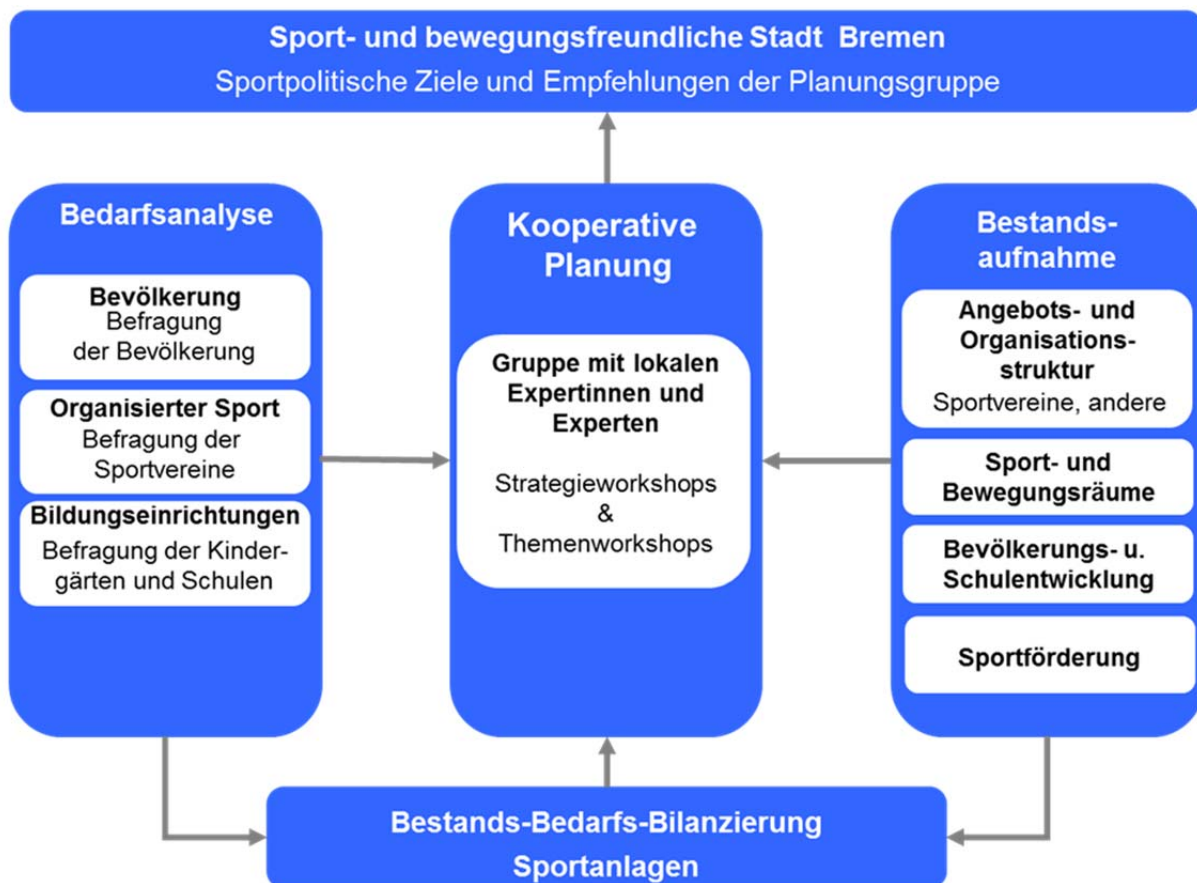 Sport- und bewegungsfreundliche Stadt Bremen
Sportpolitische Ziele und Empfehlungen der Planungsgruppe
Bedarfsanalyse
Bevölkerung
Befragung
der Bevölkerung
Organisierter Sport
Befragung der
Sportvereine
Bildungseinrichtungen
Befragung der Kinder-
gärten und Schulen
Kooperative
Planung
Gruppe mit lokalen
Expertinnen und
Experten
Strategieworkshops
&
Themenworkshops
Bestands-
aufnahme
Angebots- und
Organisations-
struktur
Sportvereine, andere
Sport- und
Bewegungsräume
Bevölkerungs- u.
Schulentwicklung
Sportförderung
Bestands-Bedarfs-Bilanzierung
Sportanlagen